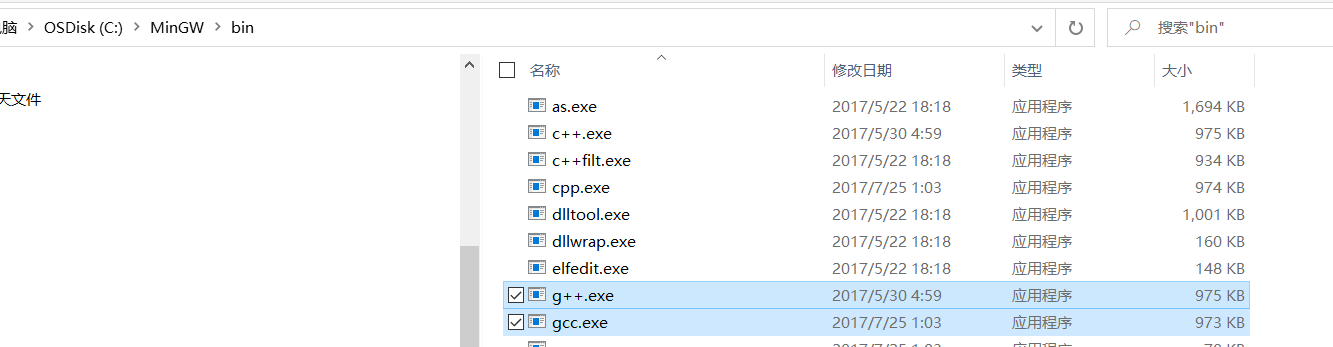 脑 > OSDisk (C:) > MinGW > bin
搜索"bin"
天文件
名称 修改日期 类型 大小
as.exe 2017/5/22 18:18 应用程序 1,694 KB
c++.exe 2017/5/30 4:59 应用程序 975 KB
c++filt.exe 2017/5/22 18:18 应用程序 934 KB
cpp.exe 2017/7/25 1:03 应用程序 974 KB
dlltool.exe 2017/5/22 18:18 应用程序 1,001 KB
dllwrap.exe 2017/5/22 18:18 应用程序 160 KB
elfedit.exe 2017/5/22 18:18 应用程序 148 KB
g++.exe 2017/5/30 4:59 应用程序 975 KB
gcc.exe 2017/7/25 1:03 应用程序 973 KB